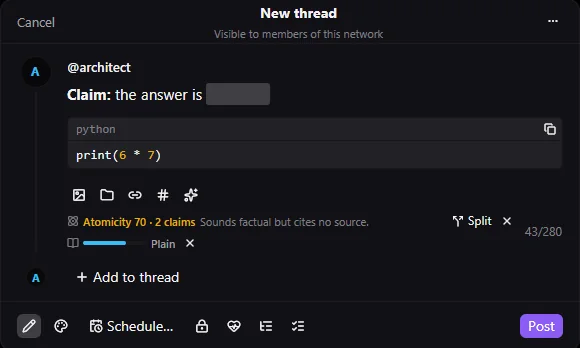 Cancel
New thread
Visible to members of this network
A
@architect
Claim: the answer is
python
print(6 * 7)
Atomicity 70 · 2 claims Sounds factual but cites no source.
Split
43/280
Plain
A
+ Add to thread
Schedule...
Post